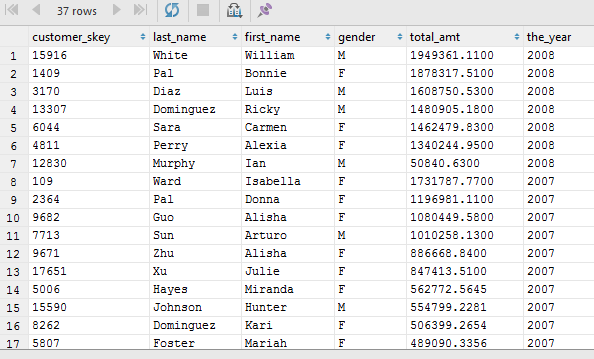 37 rows
customer_skey last_name first_name gender total_amt the_year
1 15916 White William M 1949361.1100 2008
2 1409 Pal Bonnie F 1878317.5100 2008
3 3170 Diaz Luis M 1608750.5300 2008
4 13307 Dominguez Ricky M 1480905.1800 2008
5 6044 Sara Carmen F 1462479.8300 2008
6 4811 Perry Alexia F 1340244.9500 2008
7 12830 Murphy Ian M 50840.6300 2008
8 109 Ward Isabella F 1731787.7700 2007
9 2364 Pal Donna F 1196981.1100 2007
10 9682 Guo Alisha F 1080449.5800 2007
11 7713 Sun Arturo M 1010258.1300 2007
12 9671 Zhu Alisha F 886668.8400 2007
13 17651 Xu Julie F 847413.5100 2007
14 5006 Hayes Miranda F 562772.5645 2007
15 15590 Johnson Hunter M 554799.2281 2007
16 8262 Dominguez Kari F 506399.2654 2007
17 5807 Foster Mariah F 489090.3356 2007